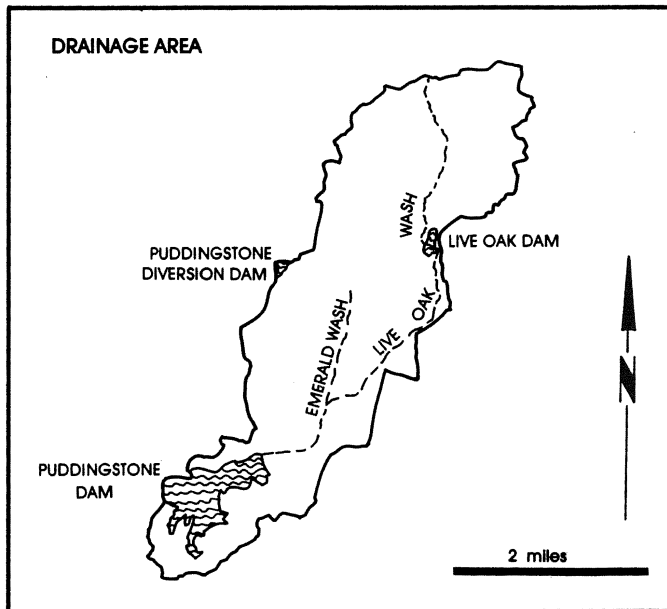 DRAINAGE AREA
WASH
LIVE OAK DAM
PUDDINGSTONE
DIVERSION DAM
EMERALD WASH
LIVE OAK
PUDDINGSTONE
DAM
N
2 miles